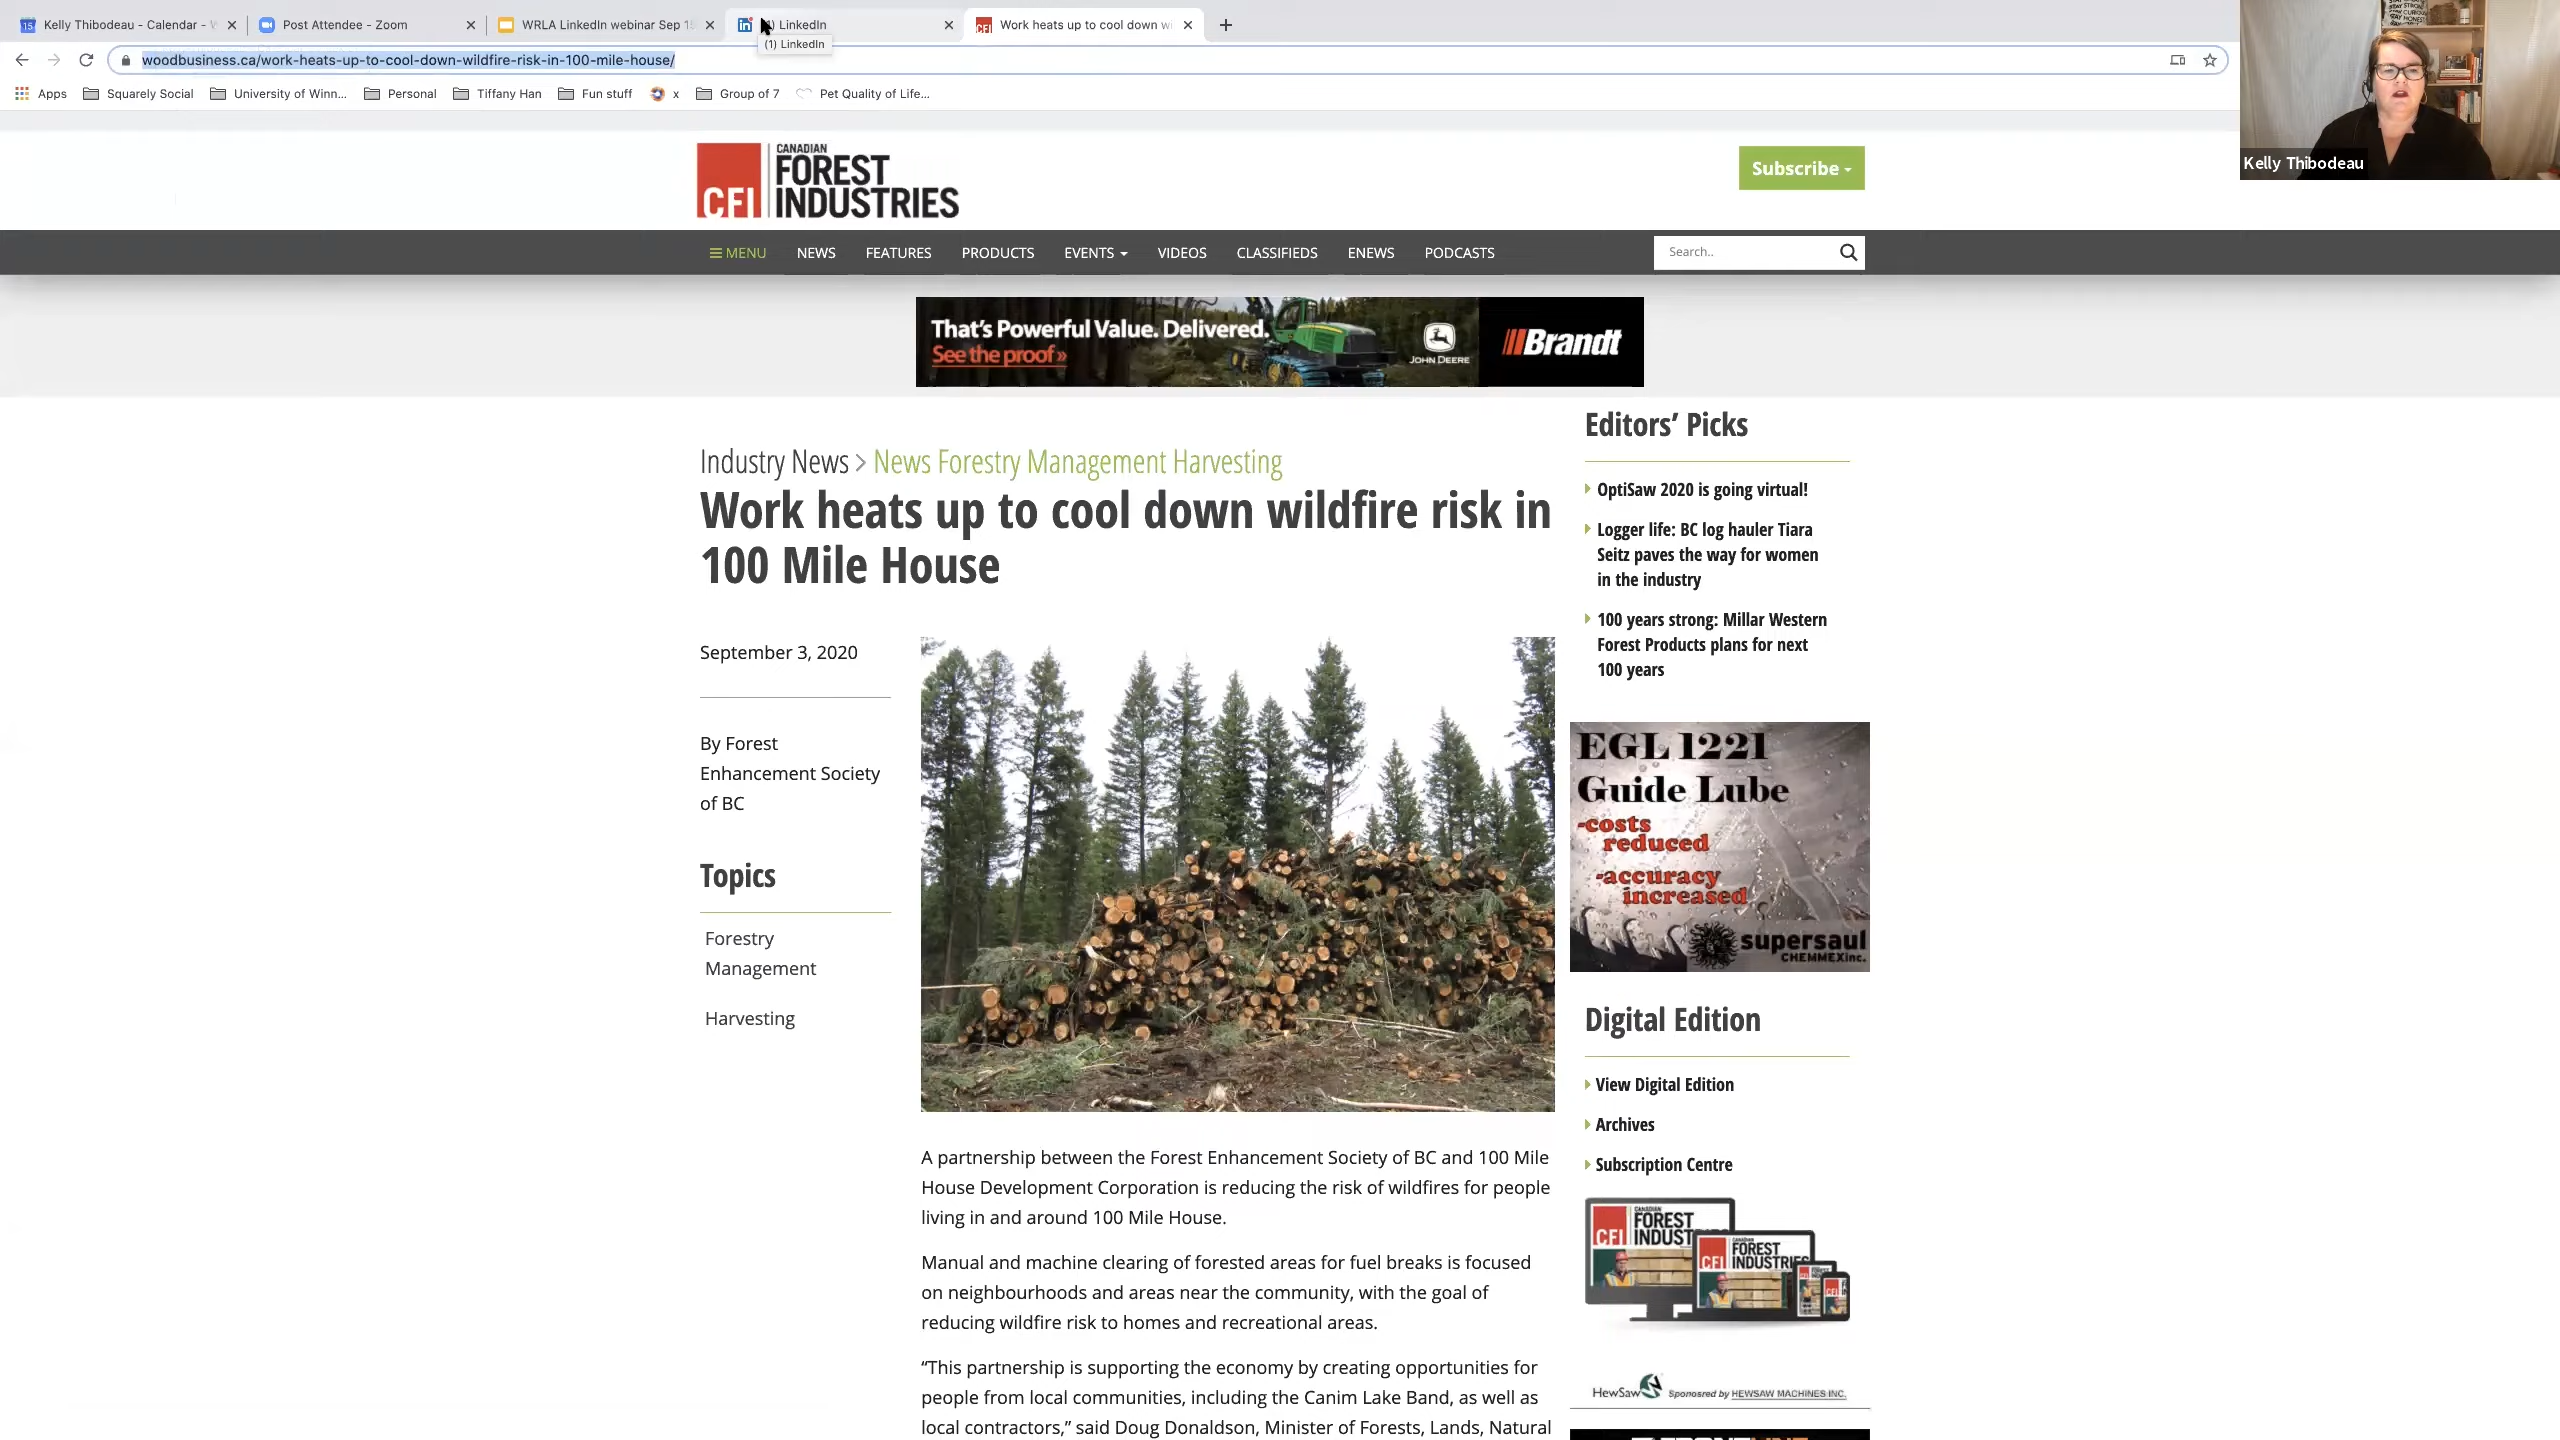 Kelly Thibodeau - Calendar -
Post Attendee - Zoom
WRLA LinkedIn webinar Sep 15
LinkedIn
Work heats up to cool down wi
(1) LinkedIn
woodbusiness.ca/work-heats-up-to-cool-down-wildfire-risk-in-100-mile-house/
Apps
Squarely Social
University of Winn...
Personal
Tiffany Han
Fun stuff
x
Group of 7
Pet Quality of Life...
Kelly Thibodeau
CFI
CANADIAN
FOREST
INDUSTRIES
Subscribe
MENU
NEWS
FEATURES
PRODUCTS
EVENTS
VIDEOS
CLASSIFIEDS
ENEWS
PODCASTS
Search..
That's Powerful Value. Delivered.
See the proof »
JOHN DEERE
Brandt
Industry News > News Forestry Management Harvesting
Work heats up to cool down wildfire risk in
100 Mile House
September 3, 2020
By Forest
Enhancement Society
of BC
Topics
Forestry
Management
Harvesting
A partnership between the Forest Enhancement Society of BC and 100 Mile
House Development Corporation is reducing the risk of wildfires for people
living in and around 100 Mile House.
Manual and machine clearing of forested areas for fuel breaks is focused
on neighbourhoods and areas near the community, with the goal of
reducing wildfire risk to homes and recreational areas.
“This partnership is supporting the economy by creating opportunities for
people from local communities, including the Canim Lake Band, as well as
local contractors,” said Doug Donaldson, Minister of Forests, Lands, Natural
Editors’ Picks
OptiSaw 2020 is going virtual!
Logger life: BC log hauler Tiara
Seitz paves the way for women
in the industry
100 years strong: Millar Western
Forest Products plans for next
100 years
EGL 1221
Guide Lube
-costs
reduced
-accuracy
increased
supersaul
CHEMMEXinc.
Digital Edition
View Digital Edition
Archives
Subscription Centre
CFI
CANADIAN
FOREST
INDUST
CFI
CANADIAN
FOREST
INDUSTRIES
HewSaw
Sponsored by HEWSAW MACHINES INC.